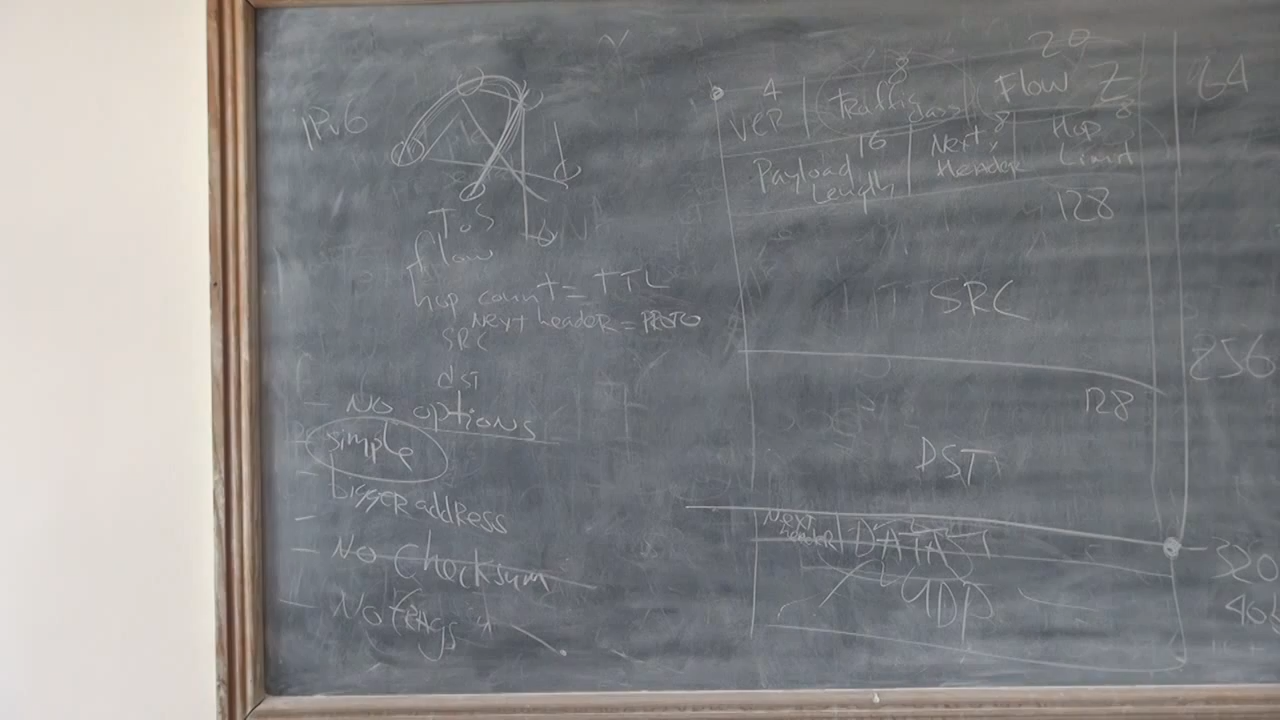 IPv6
ToS
flow
hop count = TTL
Next header = PROTO
SRC
dst
- No options
simple
- bigger address
- No Checksum
- No frags
20
4 | 8 | Flow
VER | Traffic class
64
16 | 8 | 8
Payload Length | Next Header | Hop Limit
128
SRC
256
128
DST
Next header | DATA
320
UDP
40